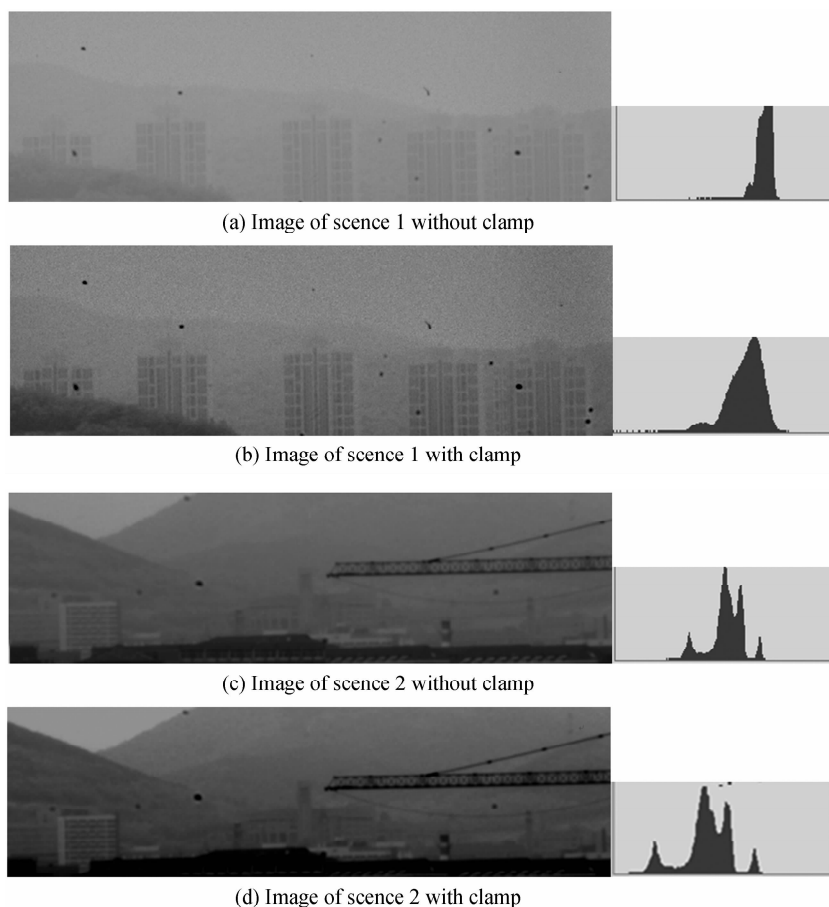 (a) Image of scence 1 without clamp
(b) Image of scence 1 with clamp
(c) Image of scence 2 without clamp
(d) Image of scence 2 with clamp